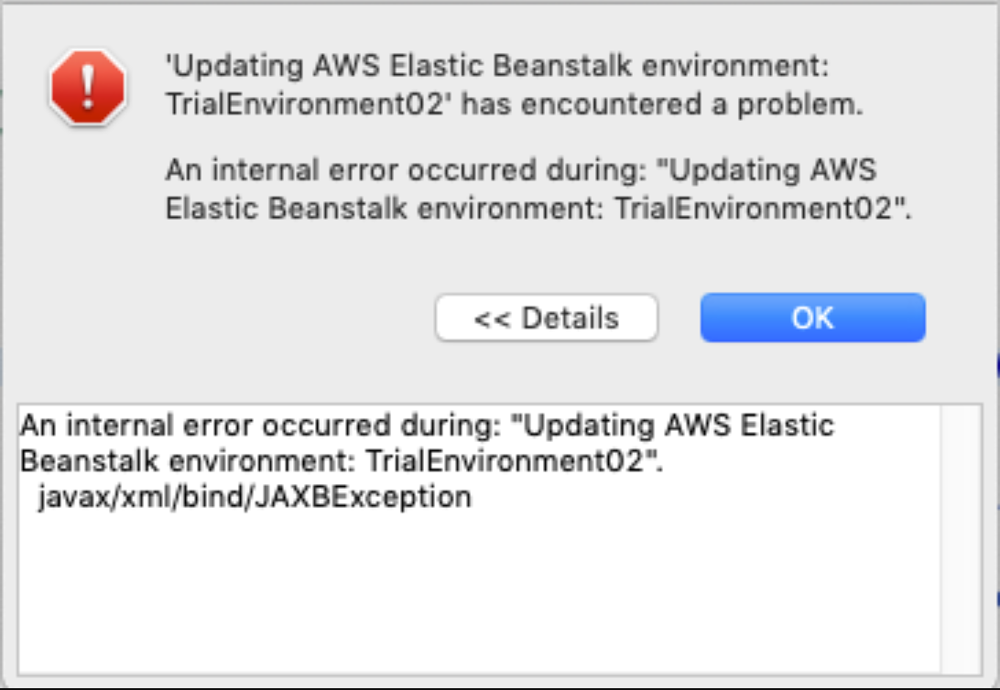 'Updating AWS Elastic Beanstalk environment:
TrialEnvironment02' has encountered a problem.
An internal error occurred during: "Updating AWS
Elastic Beanstalk environment: TrialEnvironment02".
<< Details
OK
An internal error occurred during: "Updating AWS Elastic
Beanstalk environment: TrialEnvironment02".
javax/xml/bind/JAXBException